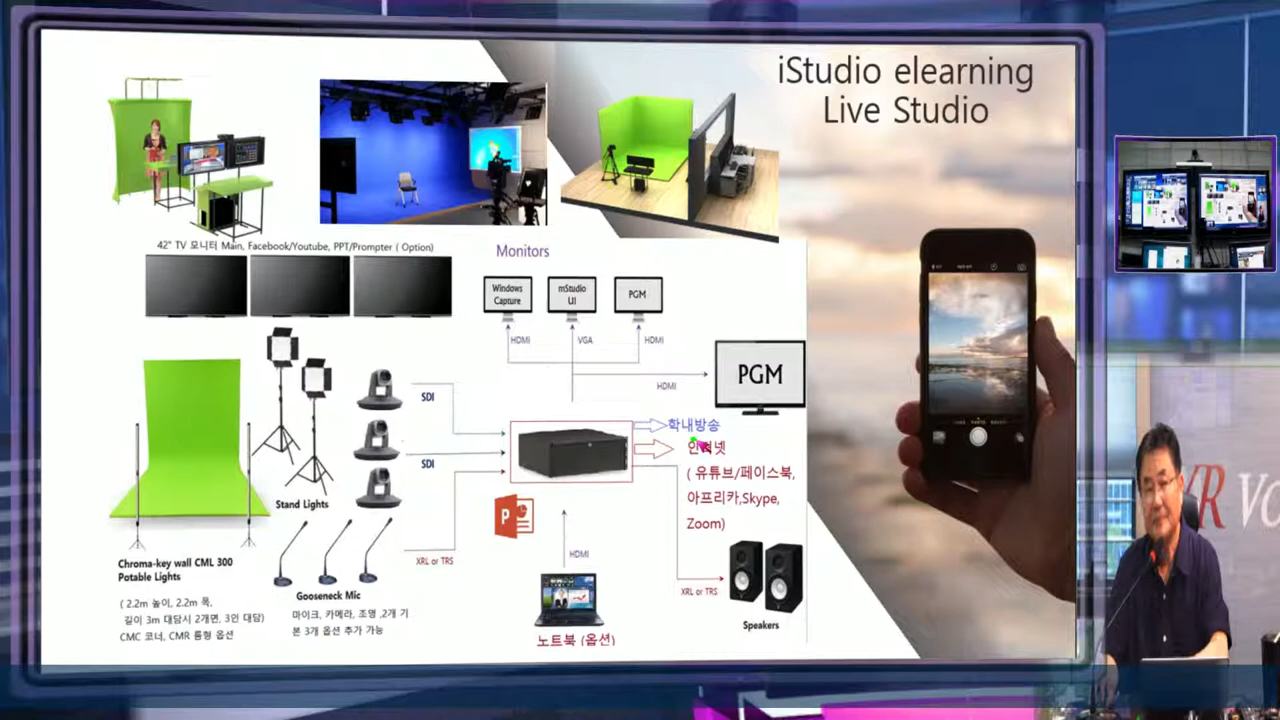 iStudio elearning
Live Studio
42" TV 모니터 Main, Facebook/Youtube, PPT/Prompter ( Option)
Monitors
Windows
Capture
mStudio
UI
PGM
HDMI
VGA
HDMI
HDMI
PGM
SDI
SDI
학내방송
인터넷
( 유튜브/페이스북,
아프리카,Skype,
Zoom)
Stand Lights
P
HDMI
XRL or TRS
XRL or TRS
Chroma-key wall CML 300
Potable Lights
( 2.2m 높이, 2.2m 폭,
길이 3m 대담시 2개면, 3인 대담)
CMC 코너, CMR 룸형 옵션
Gooseneck Mic
마이크, 카메라, 조명 ,2개 기
본 3개 옵션 추가 가능
노트북 (옵션)
Speakers
VR